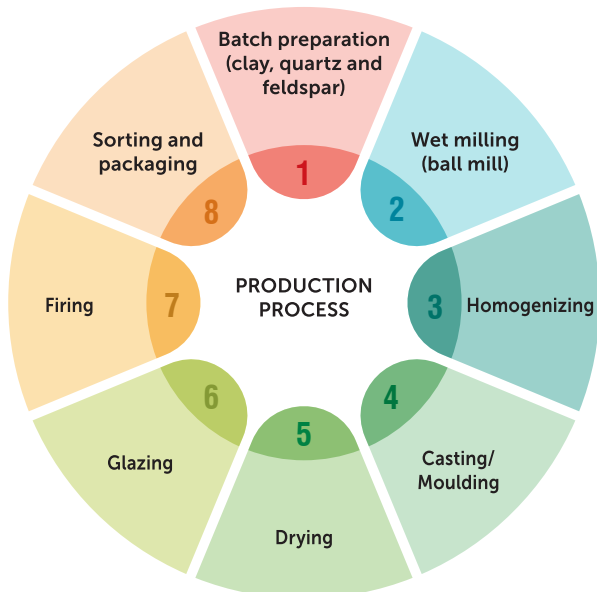 Batch preparation
(clay, quartz and
feldspar)
1
Wet milling
(ball mill)
2
Homogenizing
3
Casting/
Moulding
4
Drying
5
Glazing
6
Firing
7
Sorting and
packaging
8
PRODUCTION
PROCESS